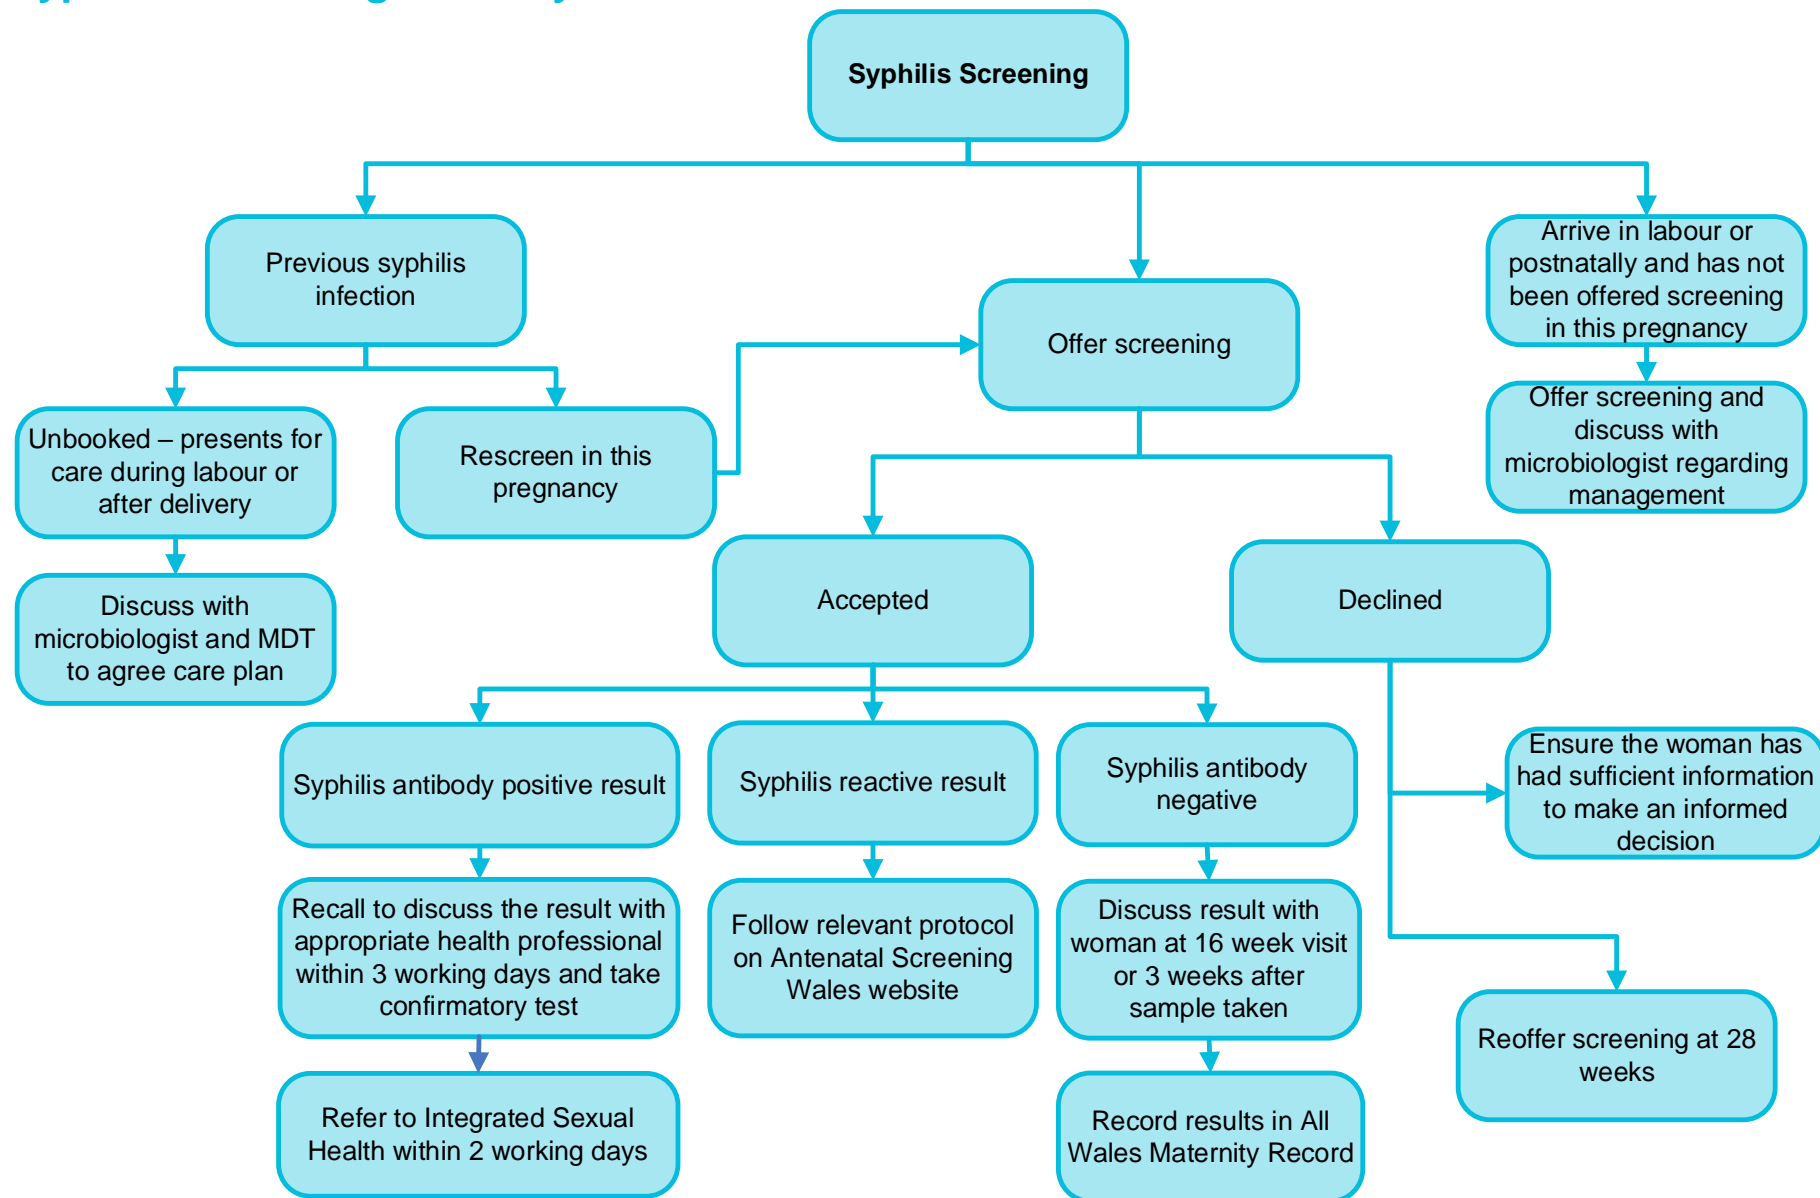 Syphilis Screening
Previous syphilis
infection
Offer screening
Arrive in labour or
postnatally and has not
been offered screening
in this pregnancy
Unbooked – presents for
care during labour or
after delivery
Rescreen in this
pregnancy
Offer screening and
discuss with
microbiologist regarding
management
Discuss with
microbiologist and MDT
to agree care plan
Accepted
Declined
Syphilis antibody positive result
Syphilis reactive result
Syphilis antibody
negative
Ensure the woman has
had sufficient information
to make an informed
decision
Recall to discuss the result with
appropriate health professional
within 3 working days and take
confirmatory test
Follow relevant protocol
on Antenatal Screening
Wales website
Discuss result with
woman at 16 week visit
or 3 weeks after
sample taken
Reoffer screening at 28
weeks
Refer to Integrated Sexual
Health within 2 working days
Record results in All
Wales Maternity Record